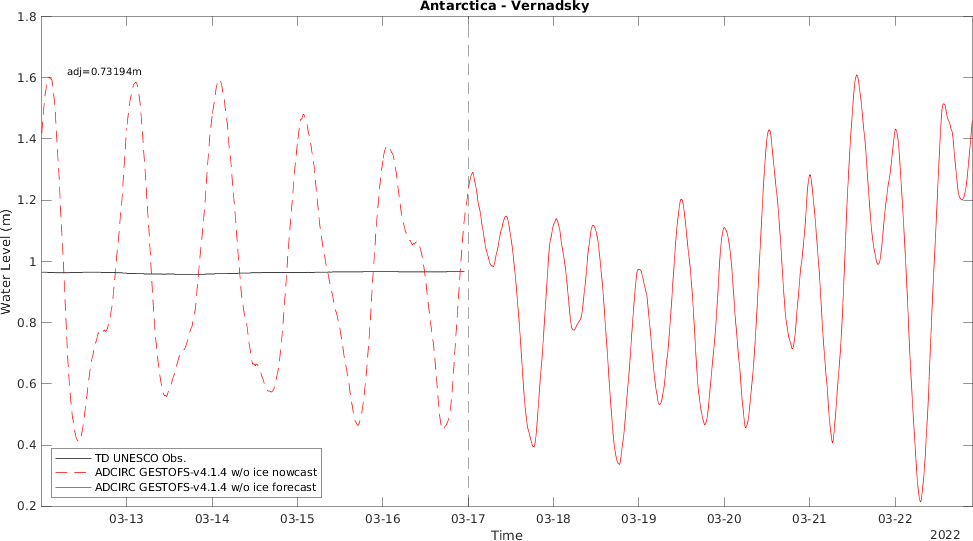 Antarctica - Vernadsky
1.8
1.6
1.4
1.2
1
0.8
0.6
0.4
0.2
Water Level (m)
adj=0.73194m
TD UNESCO Obs.
ADCIRC GESTOFS-v4.1.4 w/o ice nowcast
ADCIRC GESTOFS-v4.1.4 w/o ice forecast
03-13 03-14 03-15 03-16 03-17 03-18 03-19 03-20 03-21 03-22
Time
2022